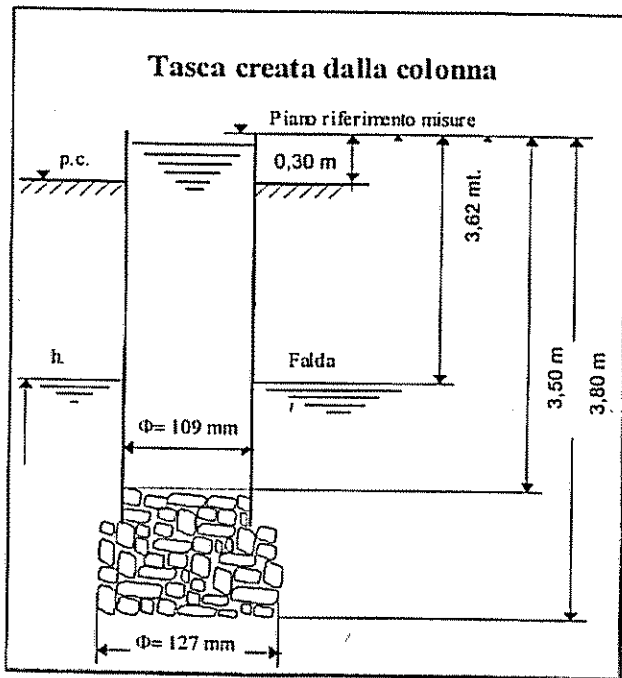 Tasca creata dalla colonna
Piano riferimento misure
p.c.
0,30 m
3,62 mt.
h.
Falda
3,50 m
3,80 m
Φ= 109 mm
Φ= 127 mm